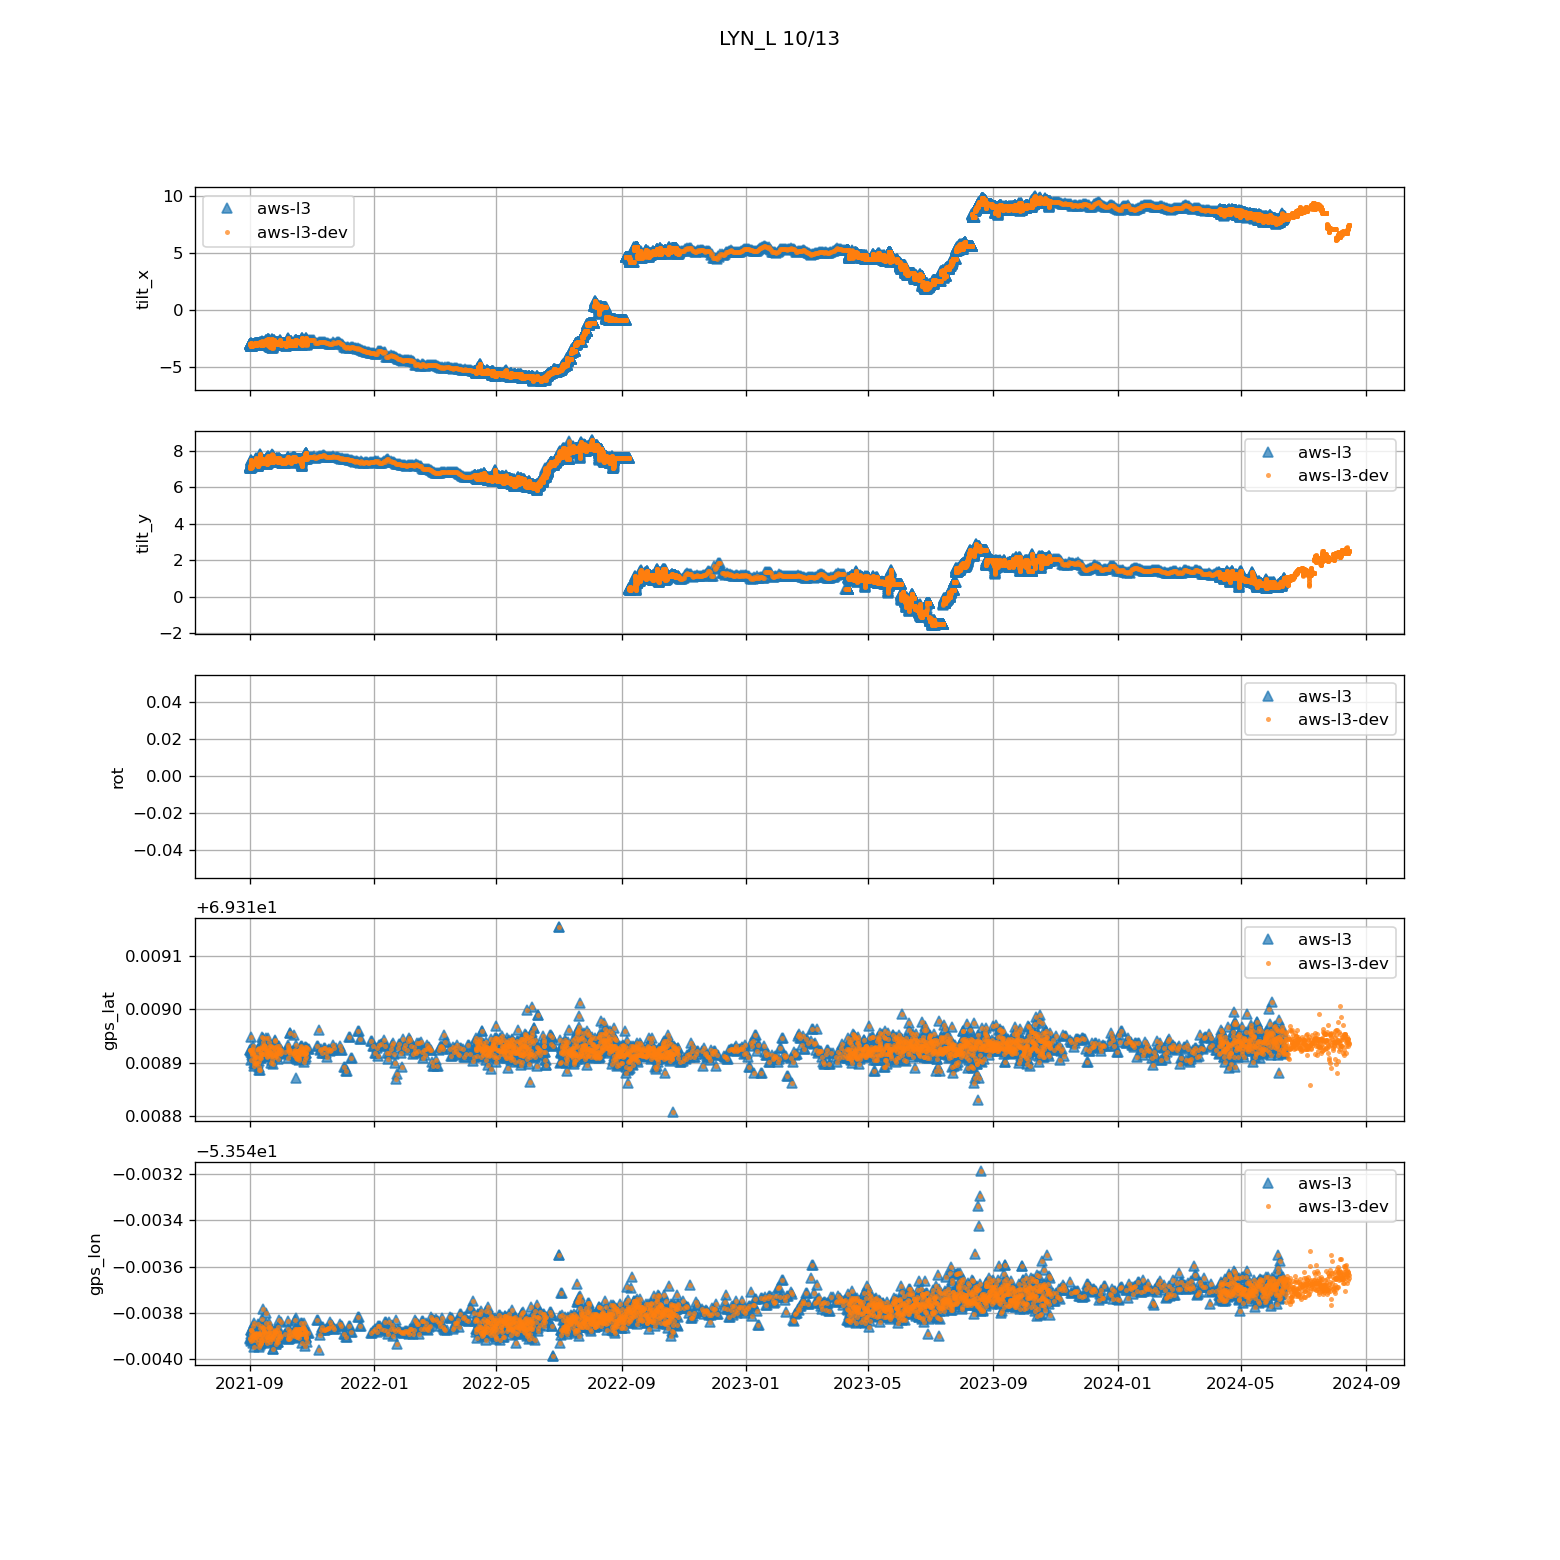 LYN_L 10/13
10
5
0
−5
tilt_x
aws-l3
aws-l3-dev
8
6
4
2
0
−2
tilt_y
aws-l3
aws-l3-dev
0.04
0.02
0.00
−0.02
−0.04
rot
aws-l3
aws-l3-dev
+6.931e1
0.00891
0.00890
0.00889
0.00888
gps_lat
aws-l3
aws-l3-dev
−5.354e1
−0.0032
−0.0034
−0.0036
−0.0038
−0.0040
gps_lon
aws-l3
aws-l3-dev
2021-09 2022-01 2022-05 2022-09 2023-01 2023-05 2023-09 2024-01 2024-05 2024-09